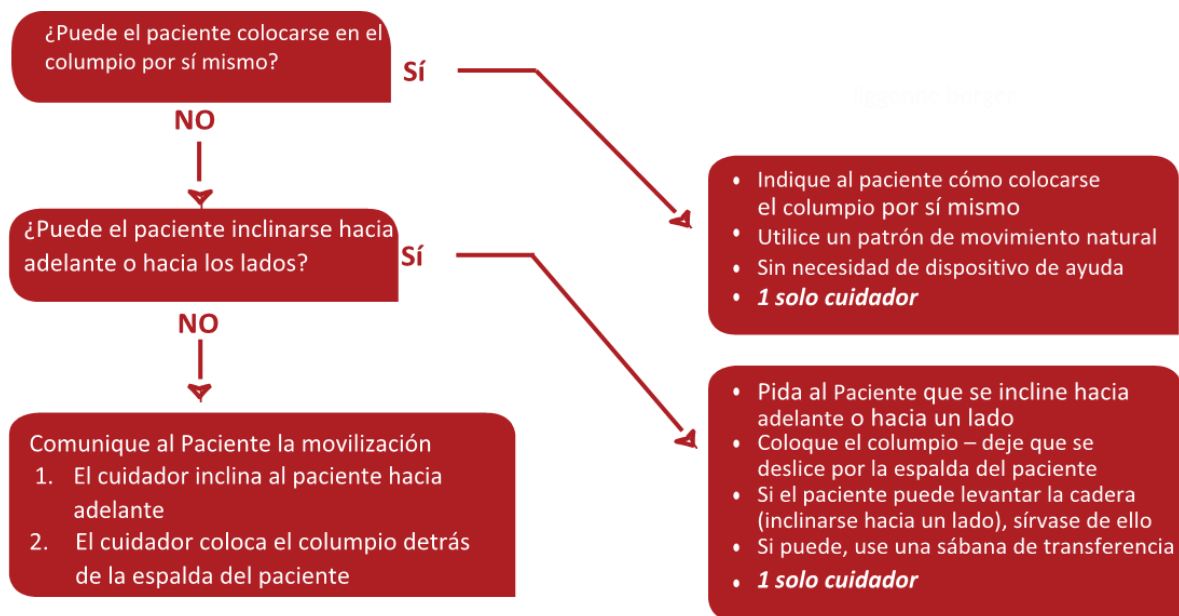 ¿Puede el paciente colocarse en el
columpio por sí mismo?
Sí
NO
¿Puede el paciente inclinarse hacia
adelante o hacia los lados?
Sí
NO
Comunique al Paciente la movilización
1. El cuidador inclina al paciente hacia
adelante
2. El cuidador coloca el columpio detrás
de la espalda del paciente
• Indique al paciente cómo colocarse
el columpio por sí mismo
• Utilice un patrón de movimiento natural
• Sin necesidad de dispositivo de ayuda
• 1 solo cuidador
• Pida al Paciente que se incline hacia
adelante o hacia un lado
• Coloque el columpio – deje que se
deslice por la espalda del paciente
• Si el paciente puede levantar la cadera
(inclinarse hacia un lado), sírvase de ello
• Si puede, use una sábana de transferencia
• 1 solo cuidador